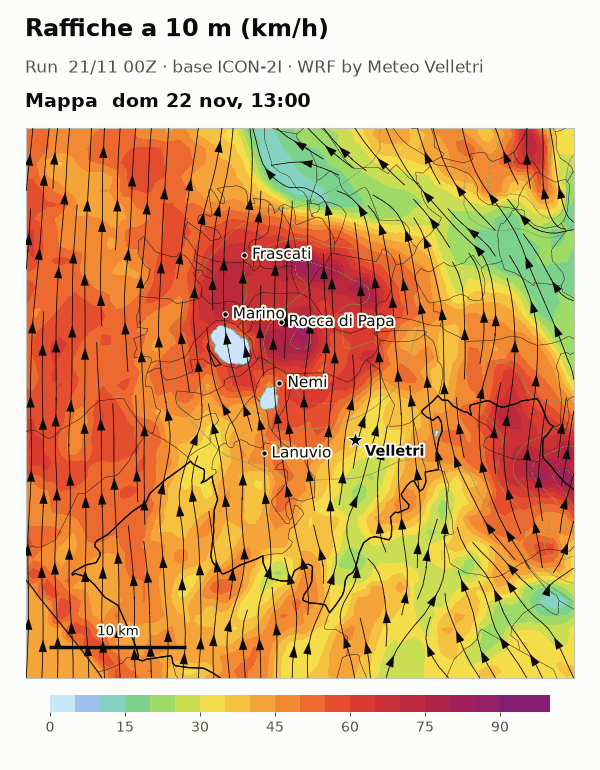 Raffiche a 10 m (km/h)
Run  21/11 00Z · base ICON-2I · WRF by Meteo Velletri
Mappa  dom 22 nov, 13:00
Frascati
Marino
Rocca di Papa
Nemi
Velletri
Lanuvio
10 km
0 15 30 45 60 75 90